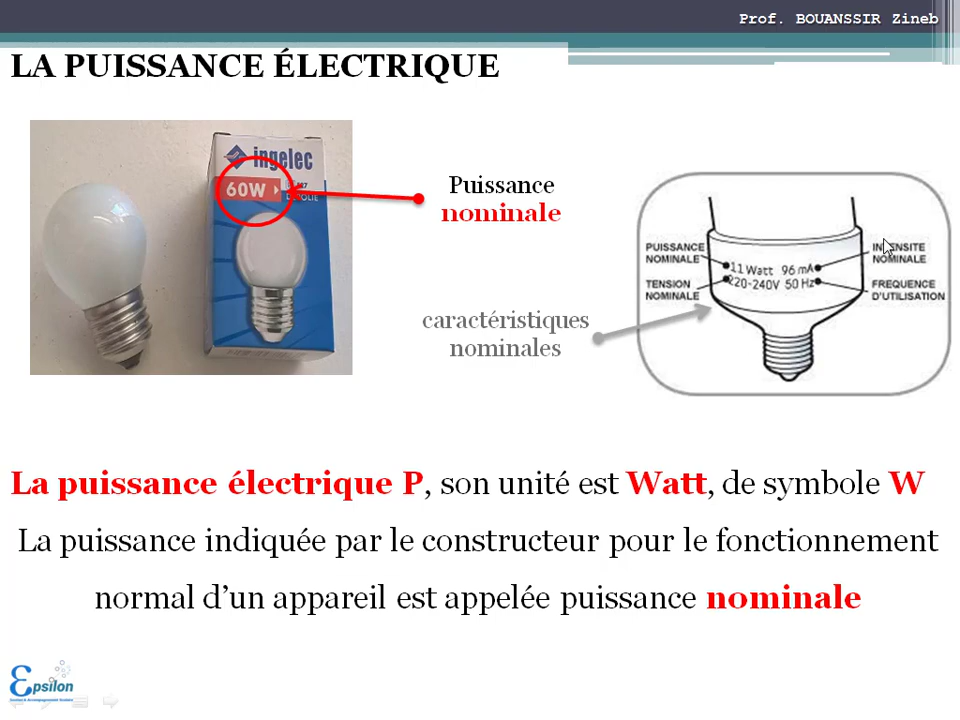 Prof. BOUANSSIR Zineb
LA PUISSANCE ÉLECTRIQUE
ingelec
60W
Puissance
nominale
caractéristiques
nominales
PUISSANCE
NOMINALE
TENSION
NOMINALE
11 Watt 96 mA
220-240V 50 Hz
NOMINALE
FREQUENCE
D'UTILISATION
La puissance électrique P, son unité est Watt, de symbole W
La puissance indiquée par le constructeur pour le fonctionnement
normal d'un appareil est appelée puissance nominale
Epsilon